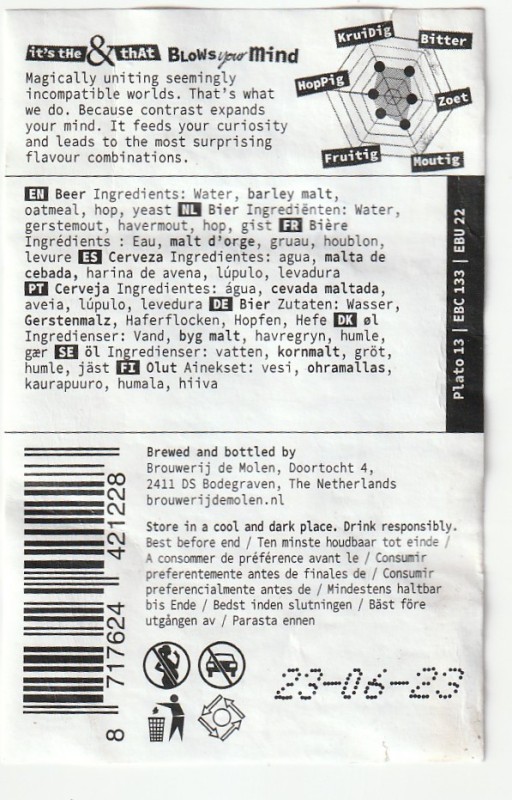 it's tHe & thAt BLoWs your Mind
Magically uniting seemingly
incompatible worlds. That's what
we do. Because contrast expands
your mind. It feeds your curiosity
and leads to the most surprising
flavour combinations.
KruiDig
Bitter
HopPig
Zoet
Fruitig
Moutig
EN Beer Ingredients: Water, barley malt,
oatmeal, hop, yeast NL Bier Ingrediënten: Water,
gerstemout, havermout, hop, gist FR Bière
Ingrédients : Eau, malt d'orge, gruau, houblon,
levure ES Cerveza Ingredientes: agua, malta de
cebada, harina de avena, lúpulo, levadura
PT Cerveja Ingredientes: água, cevada maltada,
aveia, lúpulo, levedura DE Bier Zutaten: Wasser,
Gerstenmalz, Haferflocken, Hopfen, Hefe DK øl
Ingredienser: Vand, byg malt, havregryn, humle,
gær SE öl Ingredienser: vatten, kornmalt, gröt,
humle, jäst FI Olut Ainekset: vesi, ohramallas,
kaurapuuro, humala, hiiva
Plato 13 | EBC 133 | EBU 22
Brewed and bottled by
Brouwerij de Molen, Doortocht 4,
2411 DS Bodegraven, The Netherlands
brouwerijdemolen.nl
Store in a cool and dark place. Drink responsibly.
Best before end / Ten minste houdbaar tot einde /
A consommer de préférence avant le / Consumir
preferentemente antes de finales de / Consumir
preferencialmente antes de / Mindestens haltbar
bis Ende / Bedst inden slutningen / Bäst före
utgången av / Parasta ennen
23-06-23
8 717624 421228